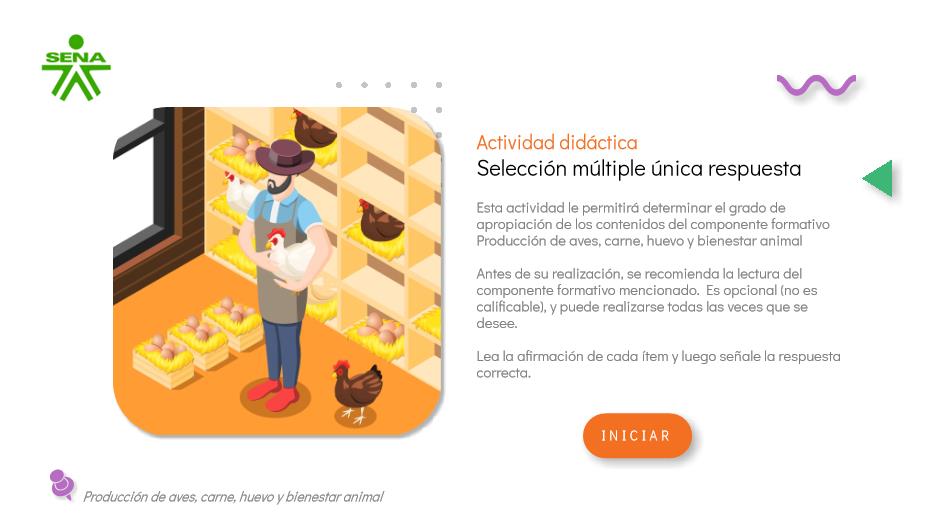 SENA
Actividad didáctica
Selección múltiple única respuesta
Esta actividad le permitirá determinar el grado de
apropiación de los contenidos del componente formativo
Producción de aves, carne, huevo y bienestar animal
Antes de su realización, se recomienda la lectura del
componente formativo mencionado.  Es opcional (no es
calificable), y puede realizarse todas las veces que se
desee.
Lea la afirmación de cada ítem y luego señale la respuesta
correcta.
INICIAR
Producción de aves, carne, huevo y bienestar animal